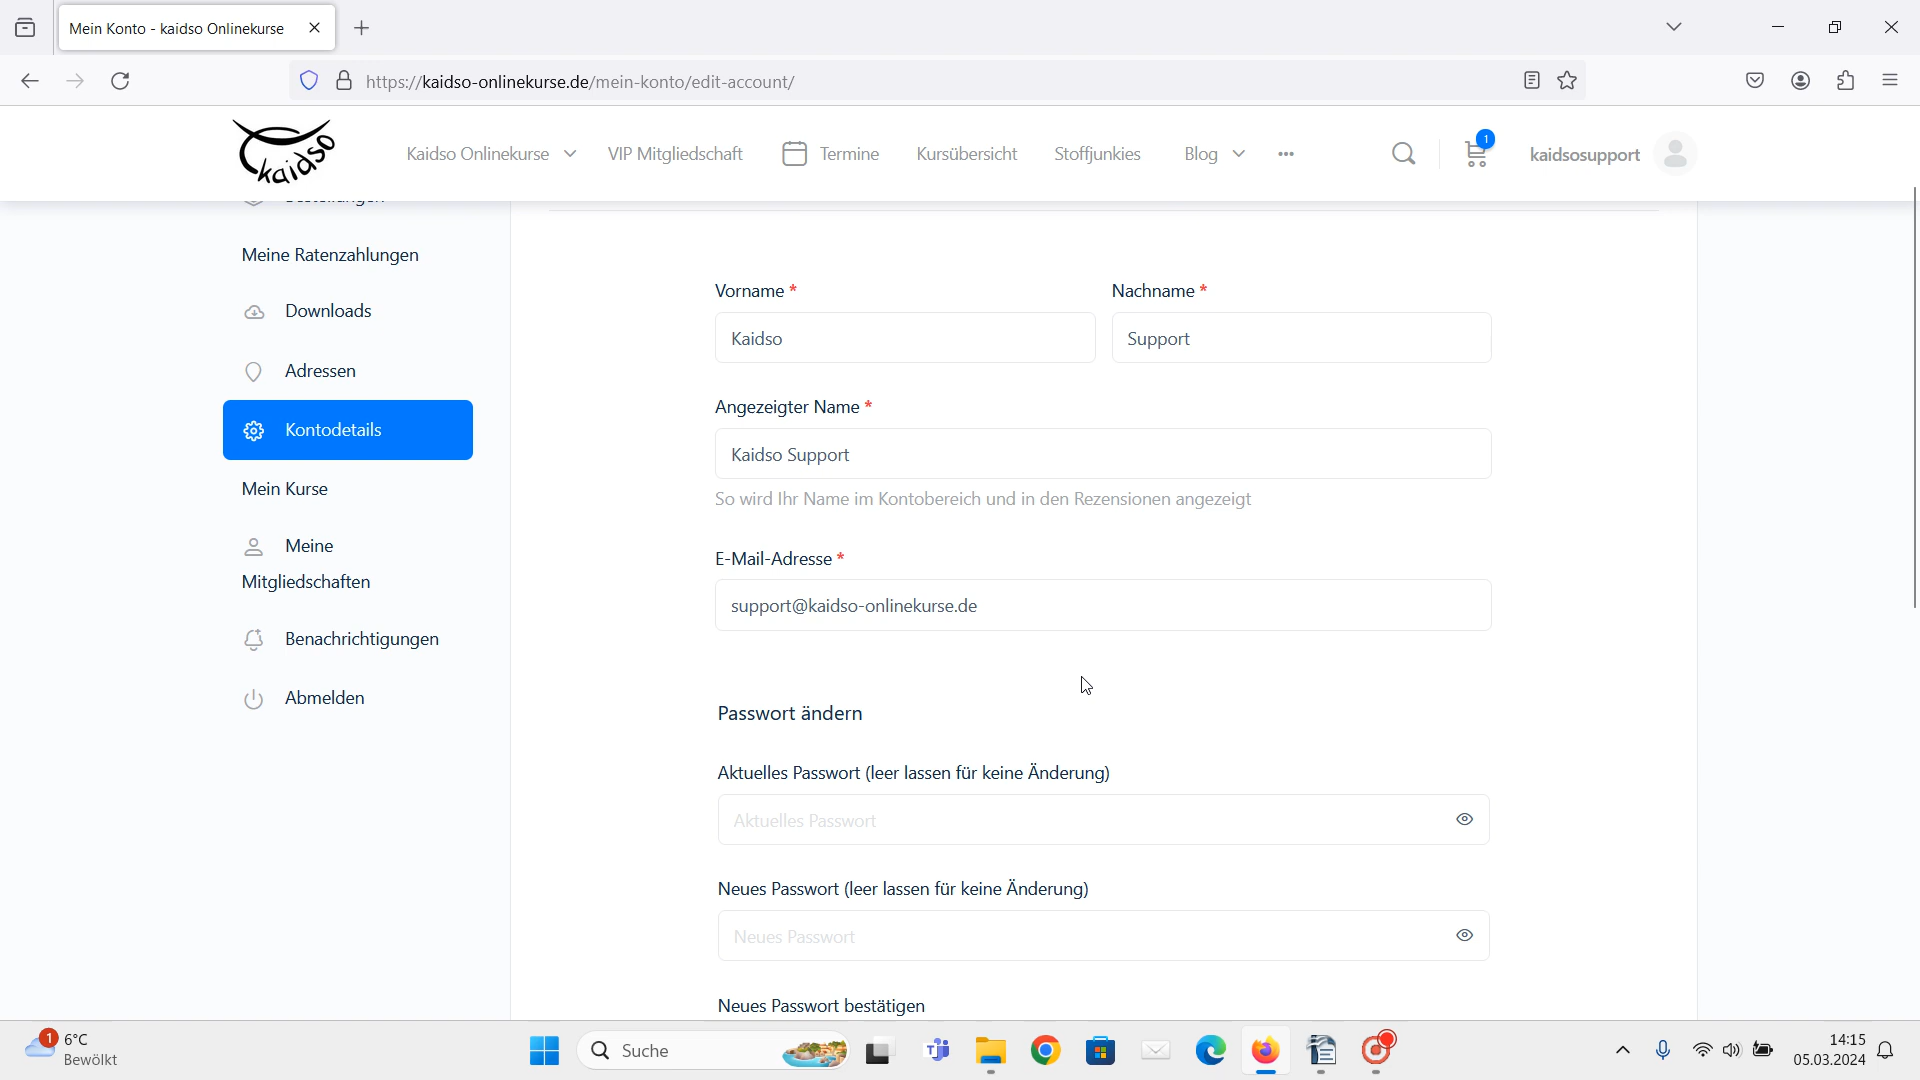 Mein Konto - kaidso Onlinekurse
https://kaidso-onlinekurse.de/mein-konto/edit-account/
kaidso
Kaidso Onlinekurse
VIP Mitgliedschaft
Termine
Kursübersicht
Stoffjunkies
Blog
1
kaidsosupport
Meine Ratenzahlungen
Downloads
Adressen
Kontodetails
Mein Kurse
Meine
Mitgliedschaften
Benachrichtigungen
Abmelden
Vorname *
Nachname *
Kaidso
Support
Angezeigter Name *
Kaidso Support
So wird Ihr Name im Kontobereich und in den Rezensionen angezeigt
E-Mail-Adresse *
support@kaidso-onlinekurse.de
Passwort ändern
Aktuelles Passwort (leer lassen für keine Änderung)
Aktuelles Passwort
Neues Passwort (leer lassen für keine Änderung)
Neues Passwort
Neues Passwort bestätigen
1
6°C
Bewölkt
Suche
14:15
05.03.2024